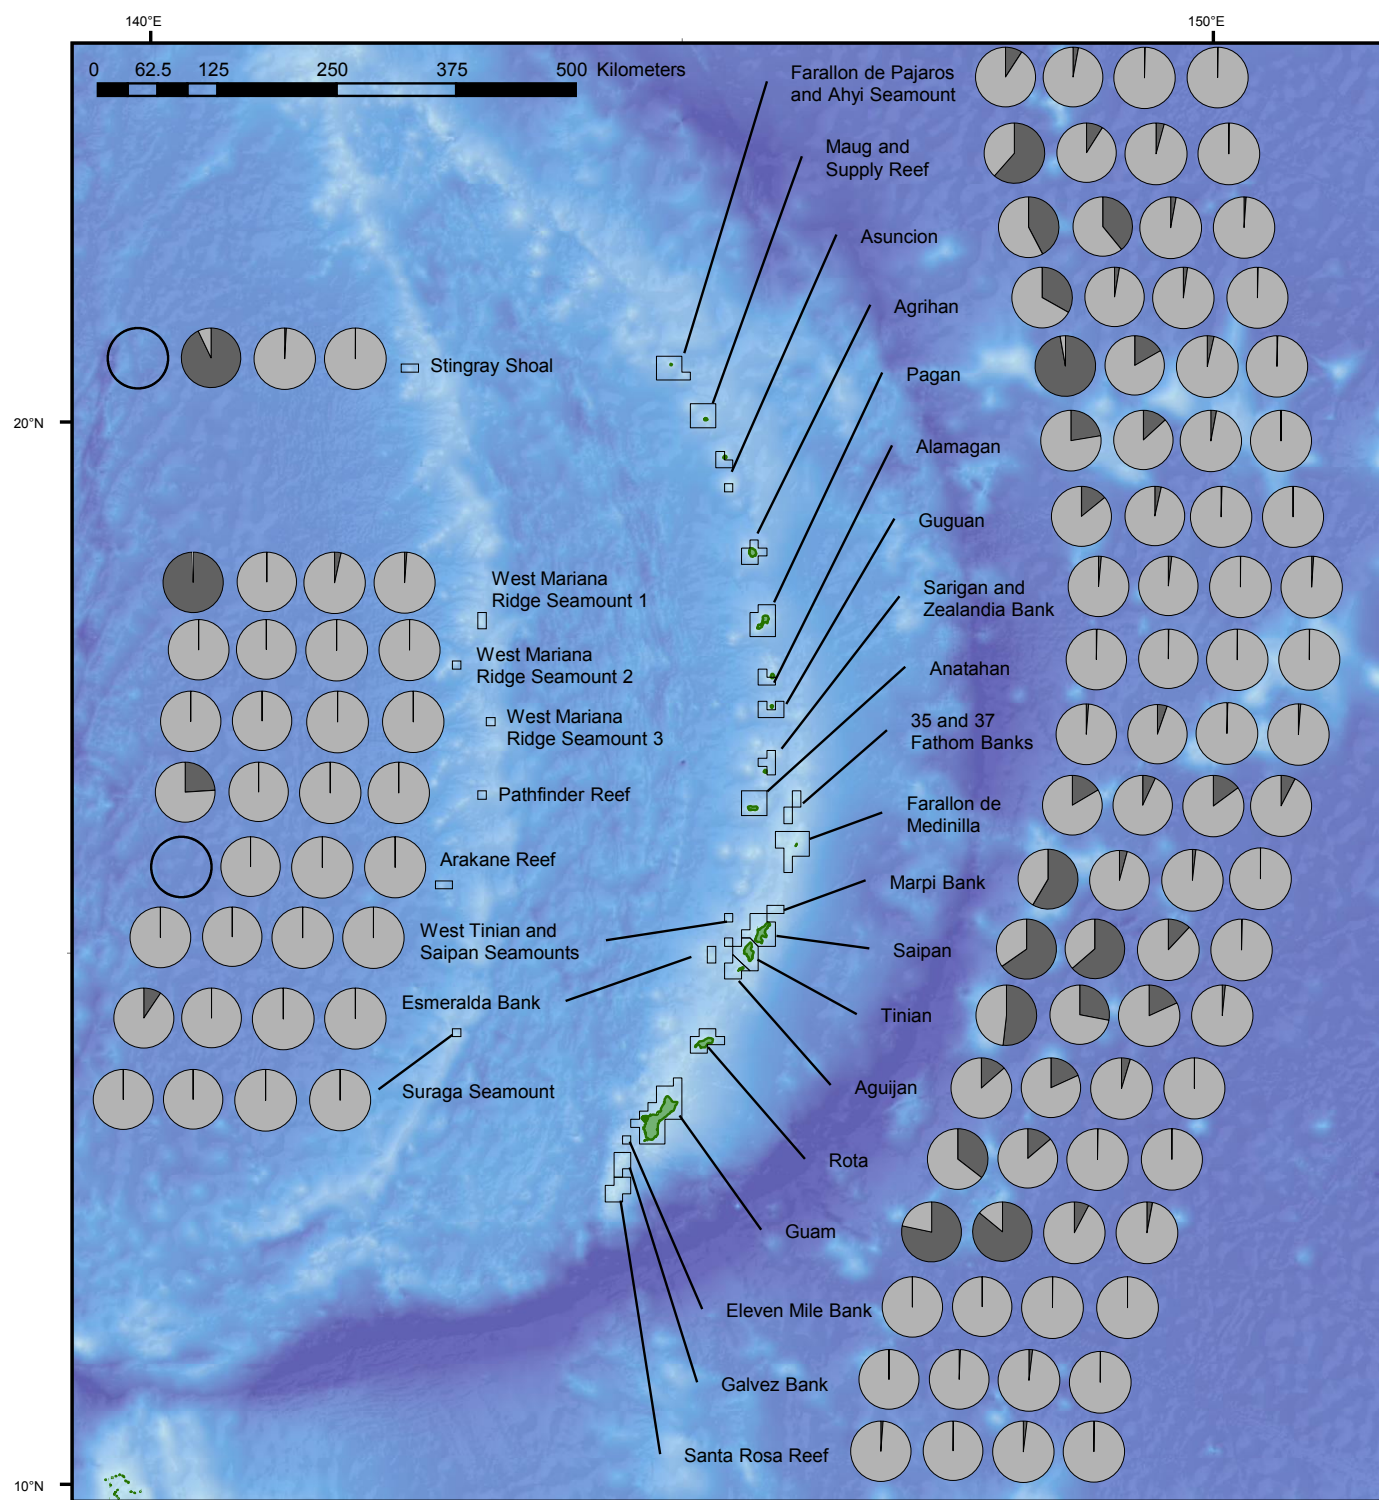 140°E
150°E
0 62.5 125 250 375 500 Kilometers
Farallon de Pajaros
and Ahyi Seamount
Maug and
Supply Reef
Asuncion
Agrihan
Stingray Shoal
Pagan
20°N
Alamagan
Guguan
West Mariana
Ridge Seamount 1
Sarigan and
Zealandia Bank
West Mariana
Ridge Seamount 2
Anatahan
West Mariana
Ridge Seamount 3
35 and 37
Fathom Banks
Pathfinder Reef
Farallon de
Medinilla
Arakane Reef
Marpi Bank
West Tinian and
Saipan Seamounts
Saipan
Esmeralda Bank
Tinian
Suraga Seamount
Aguijan
Rota
Guam
Eleven Mile Bank
Galvez Bank
Santa Rosa Reef
10°N